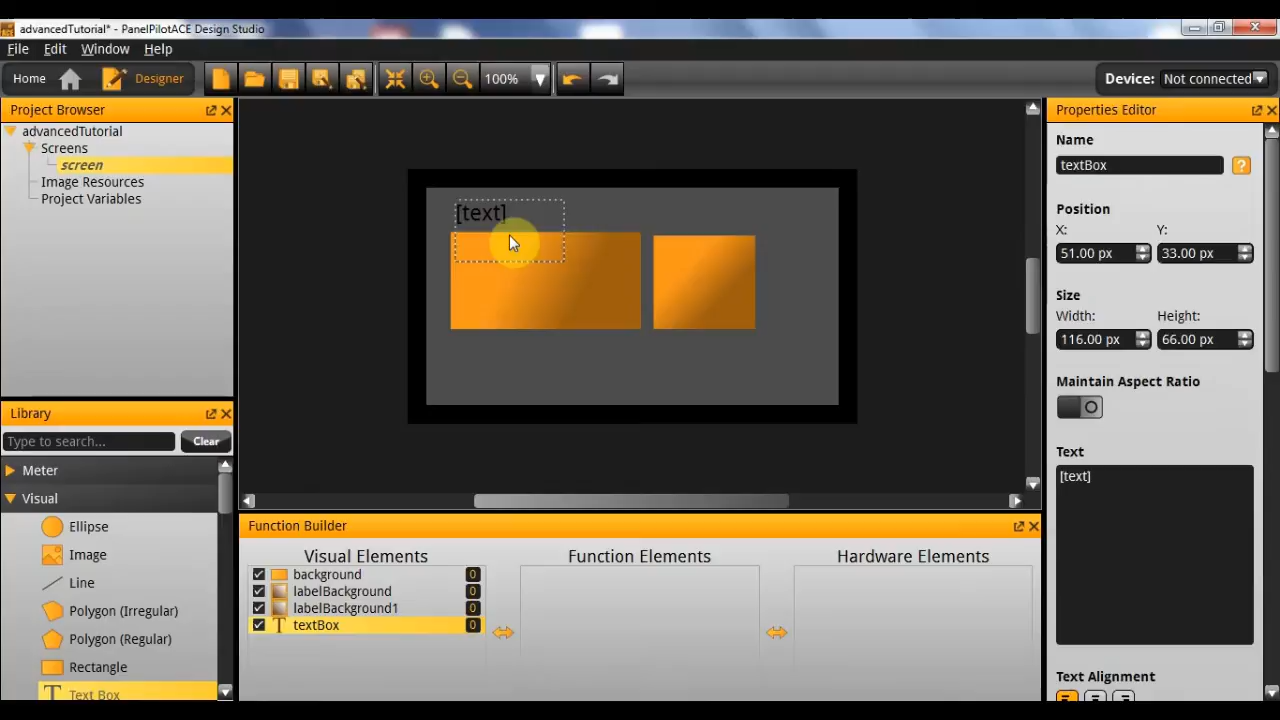 advancedTutorial* - PanelPilotACE Design Studio
File Edit Window Help
Home Designer 100% Device: Not connected
Project Browser
advancedTutorial
Screens
screen
Image Resources
Project Variables
Library
Type to search... Clear
Meter
Visual
Ellipse
Image
Line
Polygon (Irregular)
Polygon (Regular)
Rectangle
Text Box
[text]
Function Builder
Visual Elements Function Elements Hardware Elements
background 0
labelBackground 0
labelBackground1 0
textBox 0
Properties Editor
Name
textBox ?
Position
X: Y:
51.00 px 33.00 px
Size
Width: Height:
116.00 px 66.00 px
Maintain Aspect Ratio
Text
[text]
Text Alignment